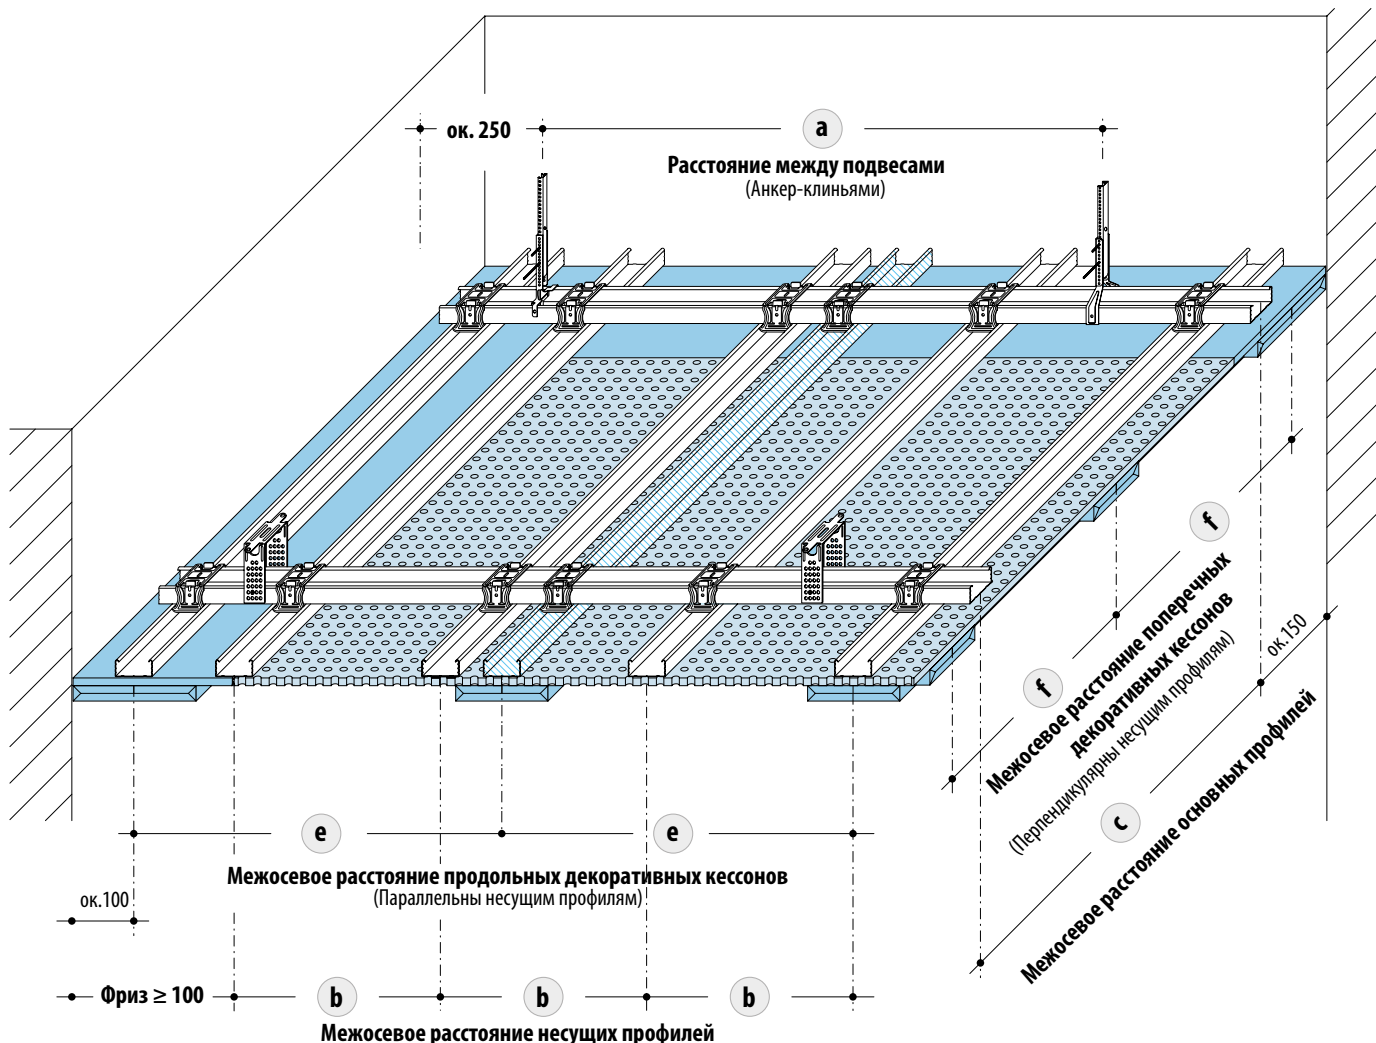 ок. 250
a
Расстояние между подвесами
(Анкер-клиньями)
f
f
Межосевое расстояние поперечных
декоративных кессонов
(Перпендикулярны несущим профилям)
ок.150
c
Межосевое расстояние основных профилей
e
e
Межосевое расстояние продольных декоративных кессонов
(Параллельны несущим профилям)
ок.100
Фриз ≥ 100
b
b
b
Межосевое расстояние несущих профилей